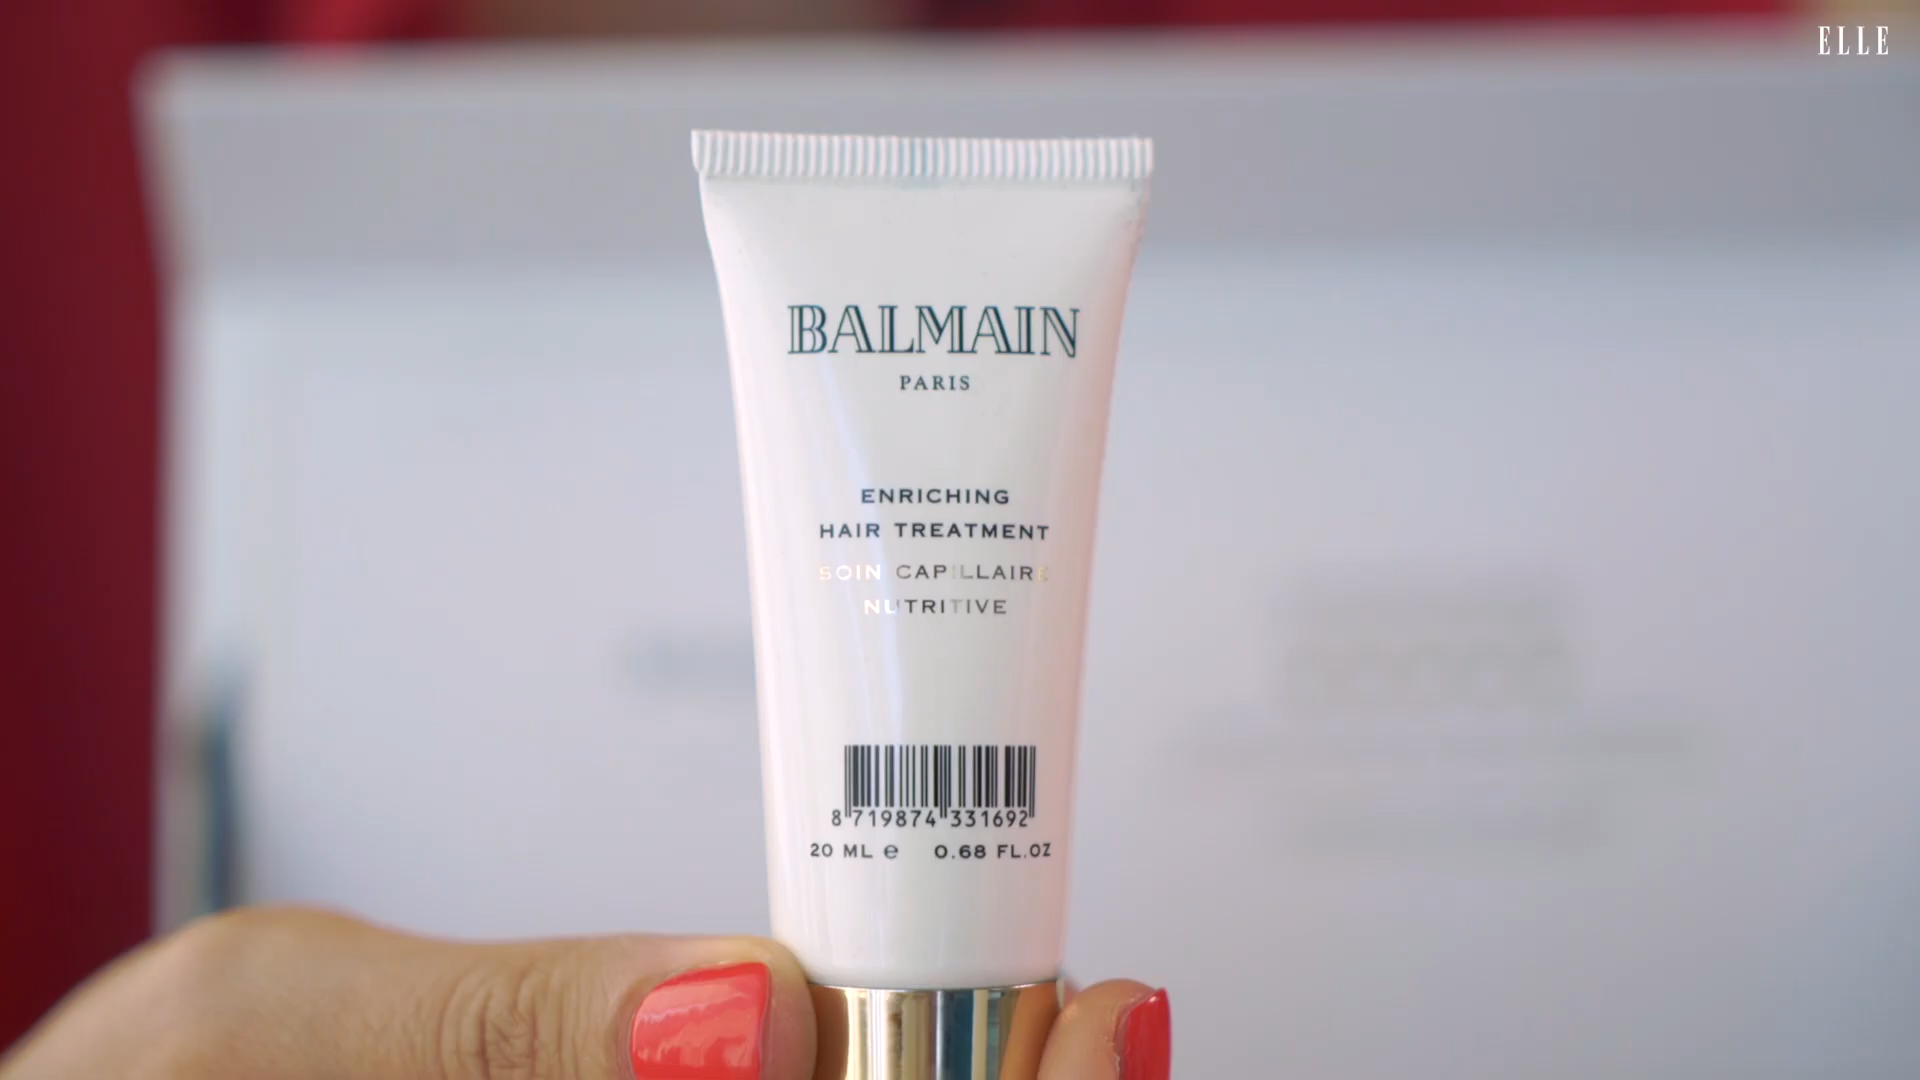 ELLE
BALMAIN
PARIS
ENRICHING
HAIR TREATMENT
SOIN CAPILLAIRE
NUTRITIVE
8 719874 331692
20 ML ℮ 0.68 FL.OZ